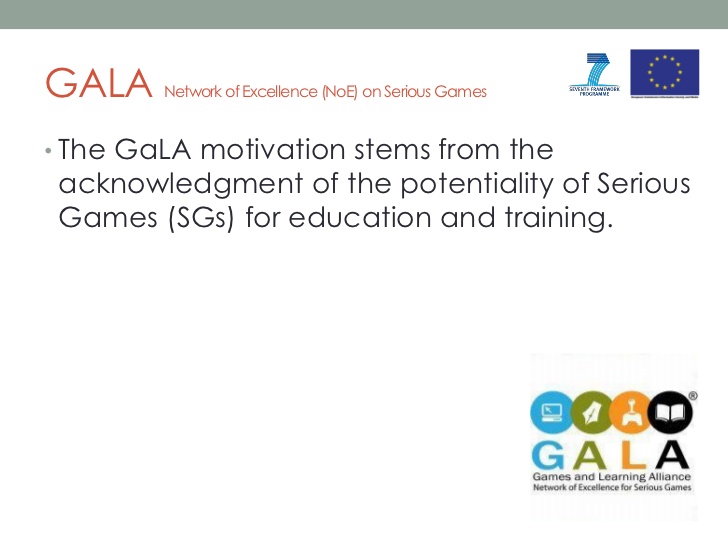 GALA Network of Excellence (NoE) on Serious Games
7
SEVENTH FRAMEWORK
PROGRAMME
• The GaLA motivation stems from the
acknowledgment of the potentiality of Serious
Games (SGs) for education and training.
®
GALA
Games and Learning Alliance
Network of Excellence for Serious Games